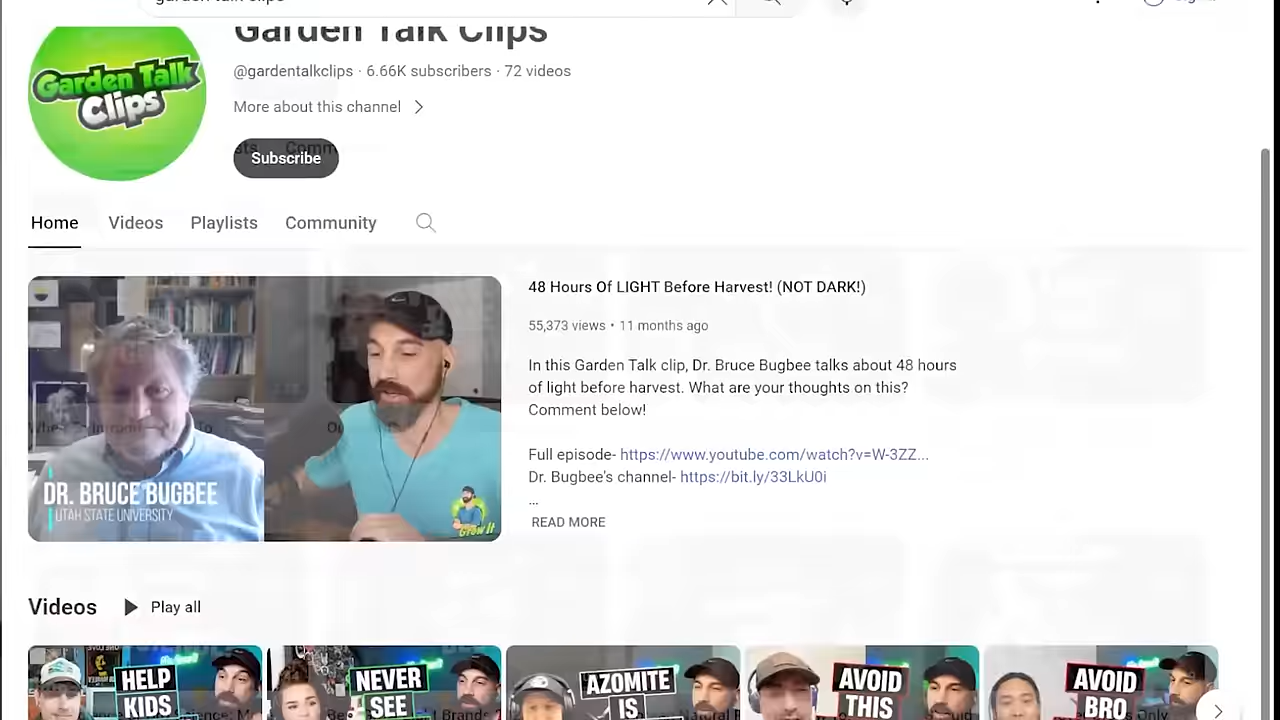 garden talk clips
Garden Talk Clips
Garden Talk
Clips
@gardentalkclips · 6.66K subscribers · 72 videos
More about this channel
Subscribe
Home Videos Playlists Community
48 Hours Of LIGHT Before Harvest! (NOT DARK!)
55,373 views • 11 months ago
In this Garden Talk clip, Dr. Bruce Bugbee talks about 48 hours
of light before harvest. What are your thoughts on this?
Comment below!
Full episode- https://www.youtube.com/watch?v=W-3ZZ...
Dr. Bugbee's channel- https://bit.ly/33LkU0i
...
READ MORE
DR. BRUCE BUGBEE
UTAH STATE UNIVERSITY
Grow It
Videos Play all
HELP
KIDS
NEVER
SEE
AZOMITE
IS
AVOID
THIS
AVOID
BRO